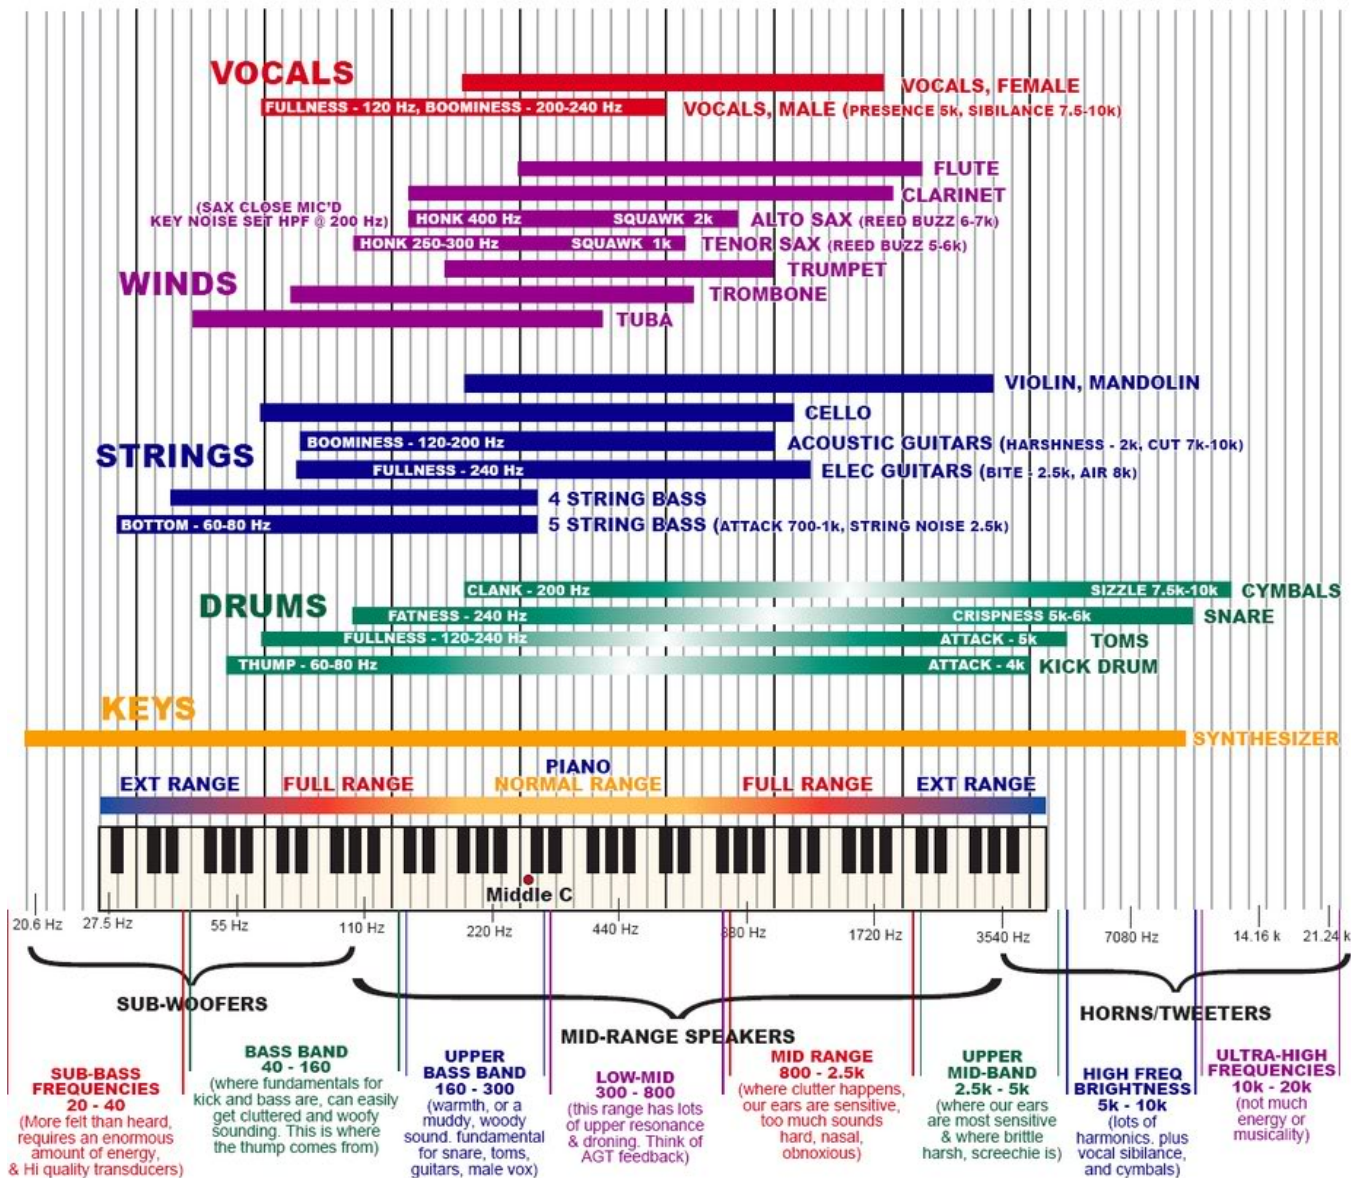 VOCALS
VOCALS, FEMALE
FULLNESS - 120 Hz, BOOMINESS - 200-240 Hz
VOCALS, MALE (PRESENCE 5k, SIBILANCE 7.5-10k)
FLUTE
CLARINET
(SAX CLOSE MIC'D
KEY NOISE SET HPF @ 200 Hz)
HONK 400 Hz SQUAWK 2k ALTO SAX (REED BUZZ 6-7k)
HONK 260-300 Hz SQUAWK 1k TENOR SAX (REED BUZZ 5-6k)
WINDS
TRUMPET
TROMBONE
TUBA
VIOLIN, MANDOLIN
CELLO
STRINGS
BOOMINESS - 120-200 Hz ACOUSTIC GUITARS (HARSHNESS - 2k, CUT 7k-10k)
FULLNESS - 240 Hz ELEC GUITARS (BITE - 2.5k, AIR 8k)
4 STRING BASS
BOTTOM - 60-80 Hz 5 STRING BASS (ATTACK 700-1k, STRING NOISE 2.5k)
DRUMS
CLANK - 200 Hz SIZZLE 7.5k-10k CYMBALS
FATNESS - 240 Hz CRISPNESS 5k-6k SNARE
FULLNESS - 120-240 Hz ATTACK - 5k TOMS
THUMP - 60-80 Hz ATTACK - 4k KICK DRUM
KEYS
SYNTHESIZER
PIANO
EXT RANGE FULL RANGE NORMAL RANGE FULL RANGE EXT RANGE
Middle C
20.6 Hz 27.5 Hz 55 Hz 110 Hz 220 Hz 440 Hz 880 Hz 1720 Hz 3540 Hz 7080 Hz 14.16 k 21.24 k
SUB-WOOFERS
MID-RANGE SPEAKERS
HORNS/TWEETERS
SUB-BASS
FREQUENCIES
20 - 40
(More felt than heard,
requires an enormous
amount of energy,
& Hi quality transducers)
BASS BAND
40 - 160
(where fundamentals for
kick and bass are, can easily
get cluttered and woofy
sounding. This is where
the thump comes from)
UPPER
BASS BAND
160 - 300
(warmth, or a
muddy, woody
sound. fundamental
for snare, toms,
guitars, male vox)
LOW-MID
300 - 800
(this range has lots
of upper resonance
& droning. Think of
AGT feedback)
MID RANGE
800 - 2.5k
(where clutter happens,
our ears are sensitive,
too much sounds
hard, nasal,
obnoxious)
UPPER
MID-BAND
2.5k - 5k
(where our ears
are most sensitive
& where brittle
harsh, screechie is)
HIGH FREQ
BRIGHTNESS
5k - 10k
(lots of
harmonics. plus
vocal sibilance,
and cymbals)
ULTRA-HIGH
FREQUENCIES
10k - 20k
(not much
energy or
musicality)